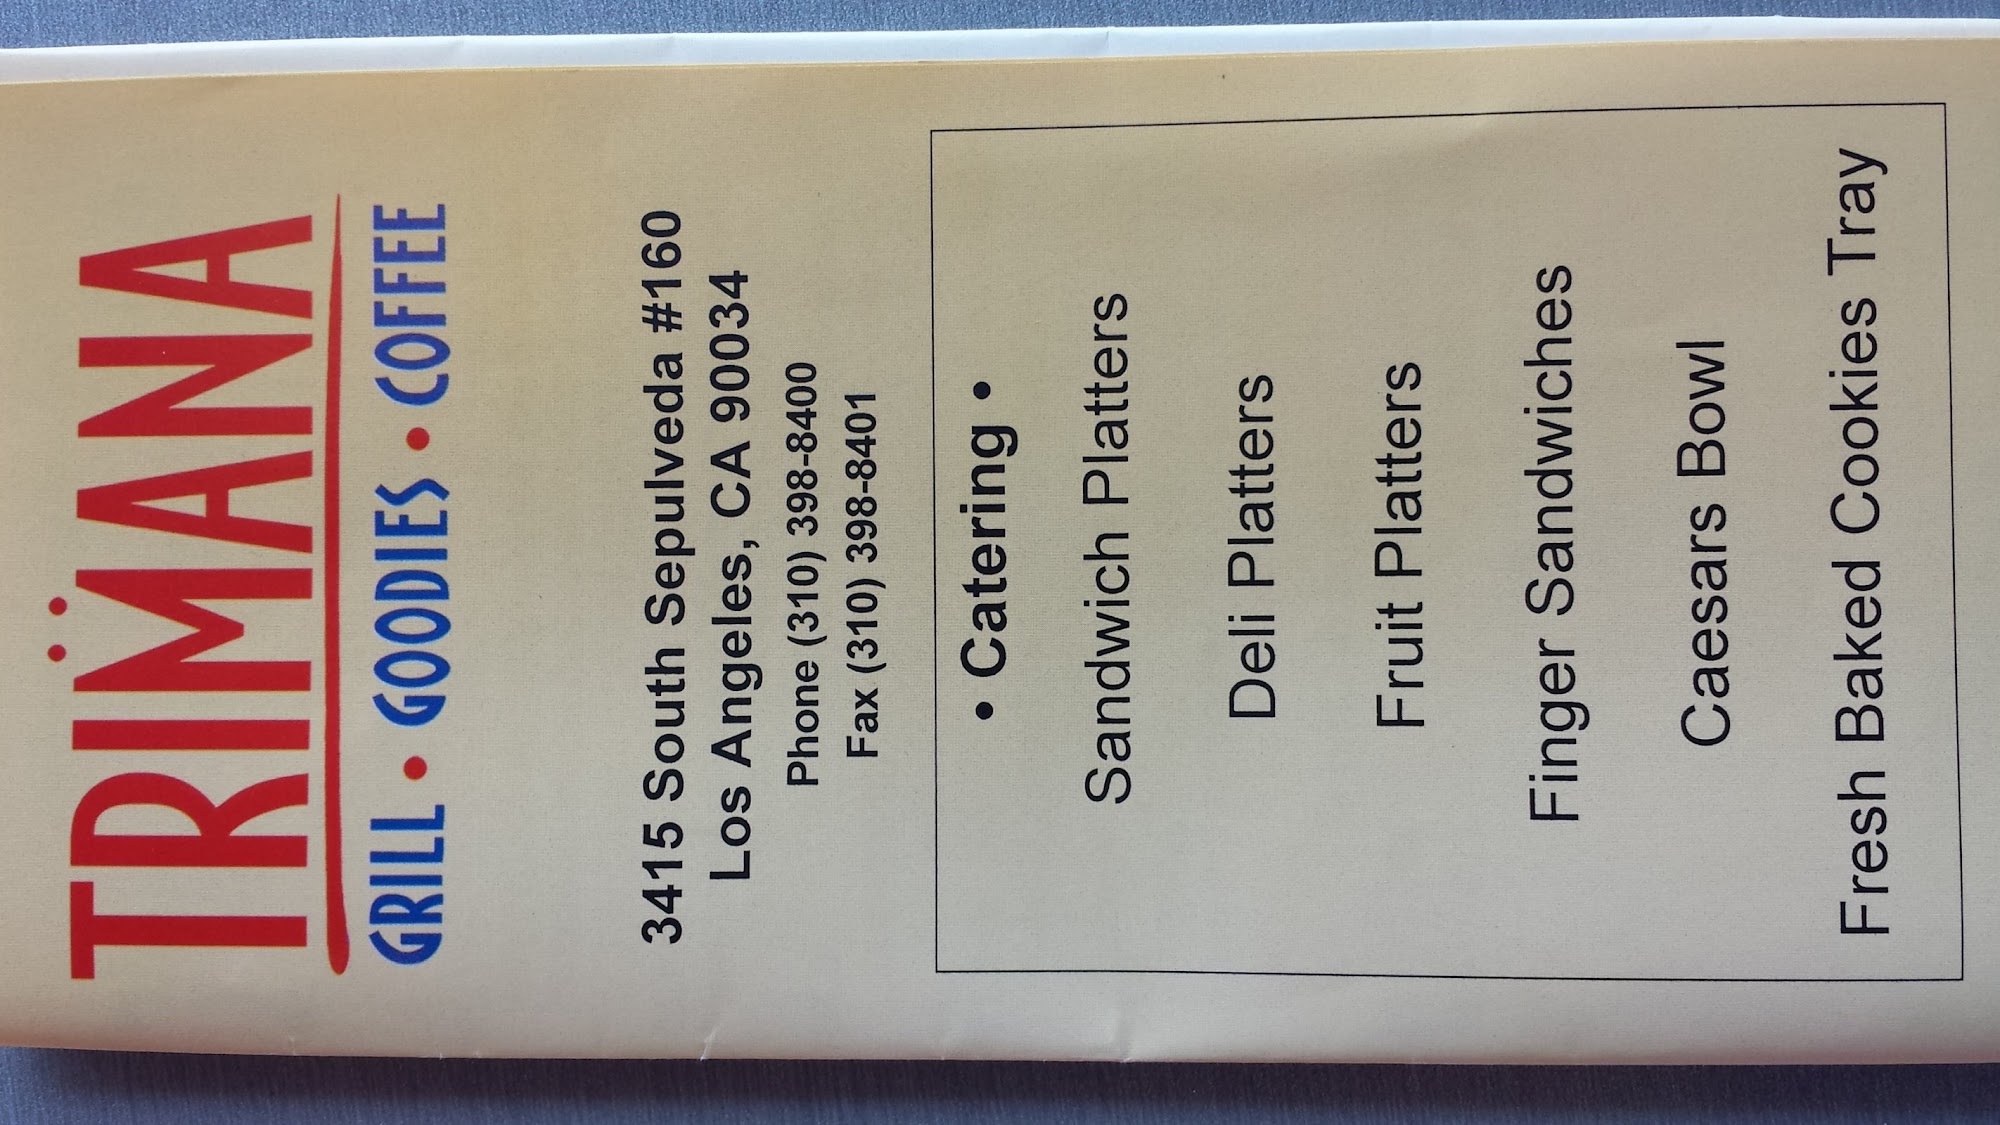 TRIMANA
GRILL • GOODIES • COFFEE
3415 South Sepulveda #160
Los Angeles, CA 90034
Phone (310) 398-8400
Fax (310) 398-8401
• Catering •
Sandwich Platters
Deli Platters
Fruit Platters
Finger Sandwiches
Caesars Bowl
Fresh Baked Cookies Tray